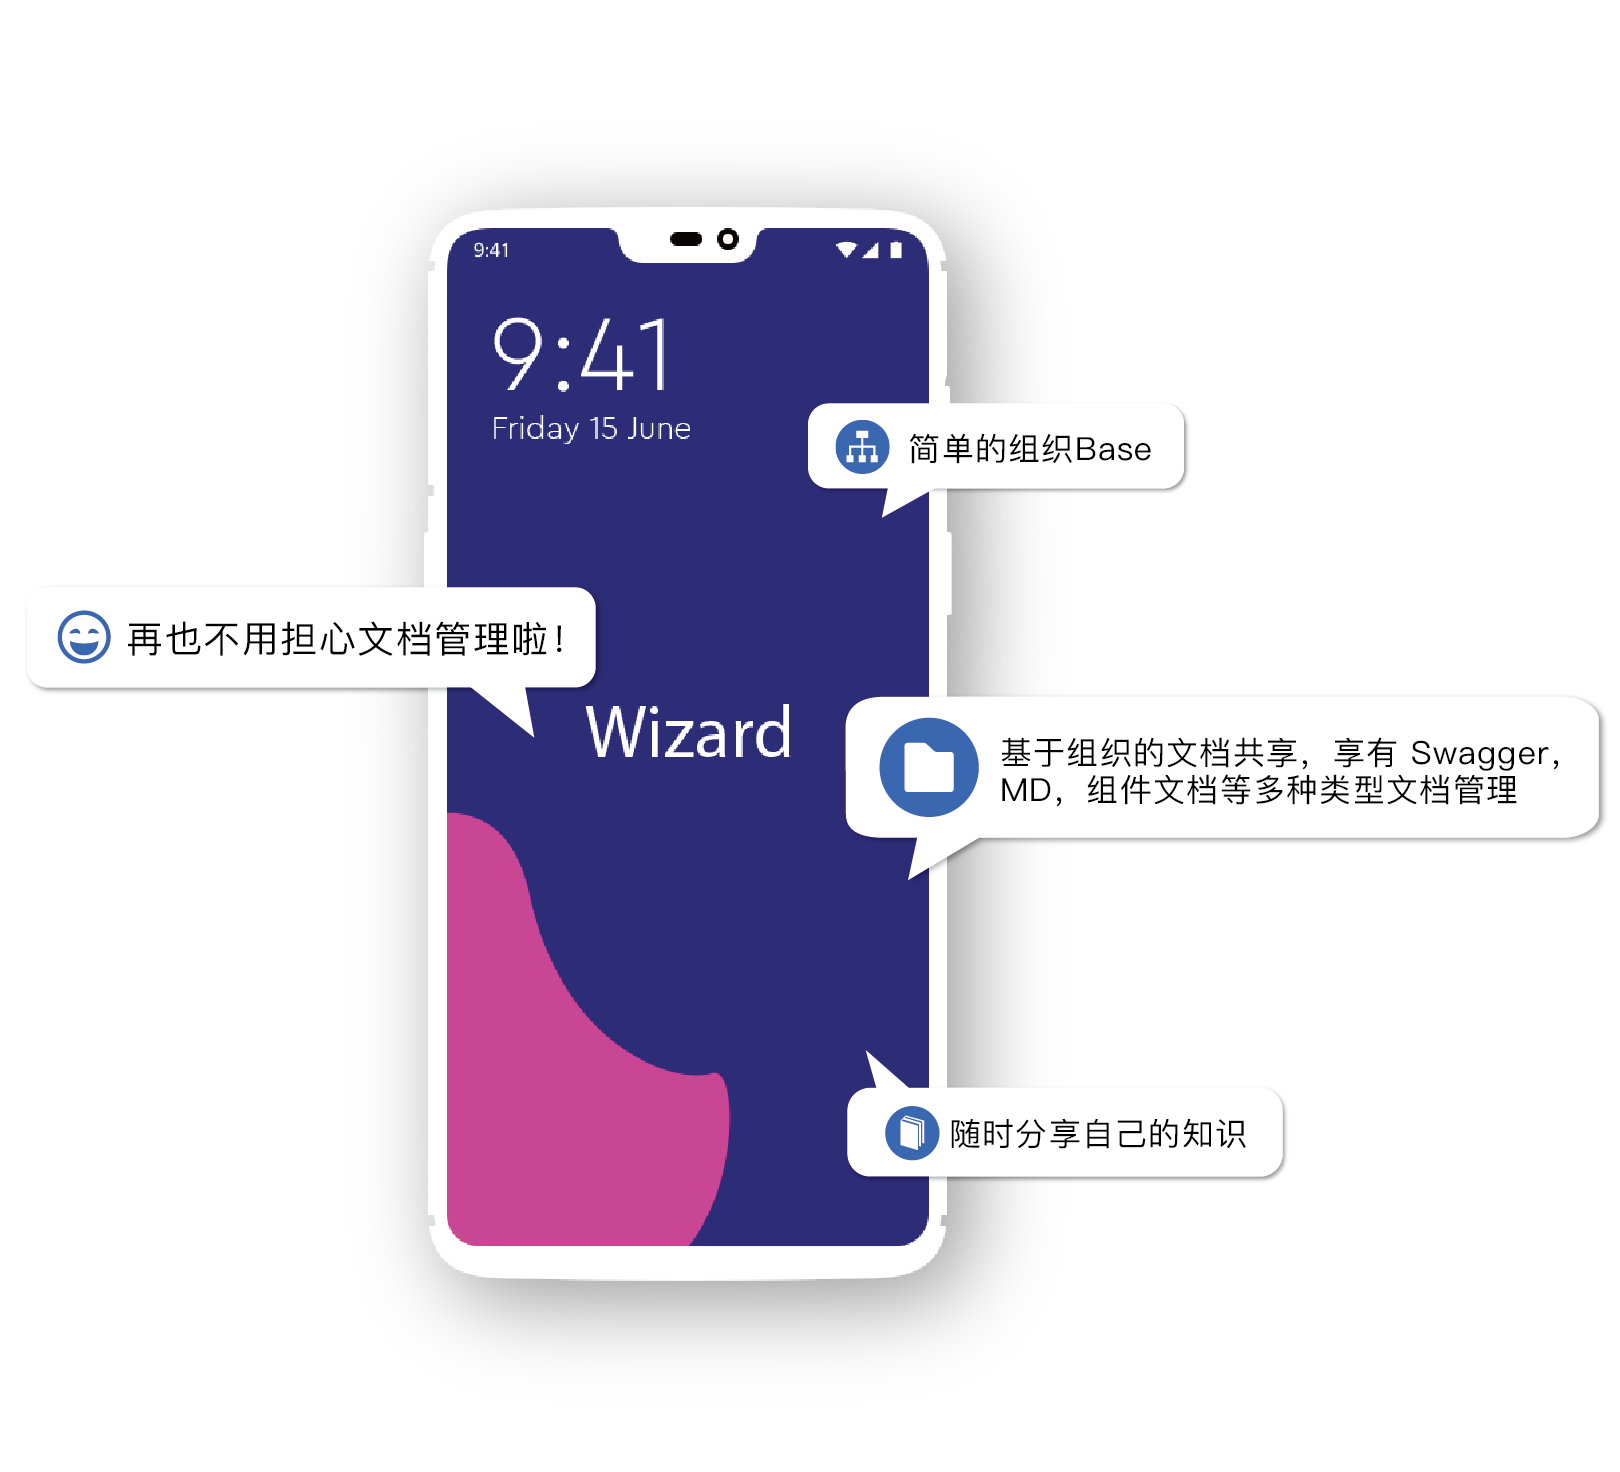 9:41
9:41
Friday 15 June
简单的组织Base
再也不用担心文档管理啦!
Wizard
基于组织的文档共享，享有 Swagger，
MD，组件文档等多种类型文档管理
随时分享自己的知识